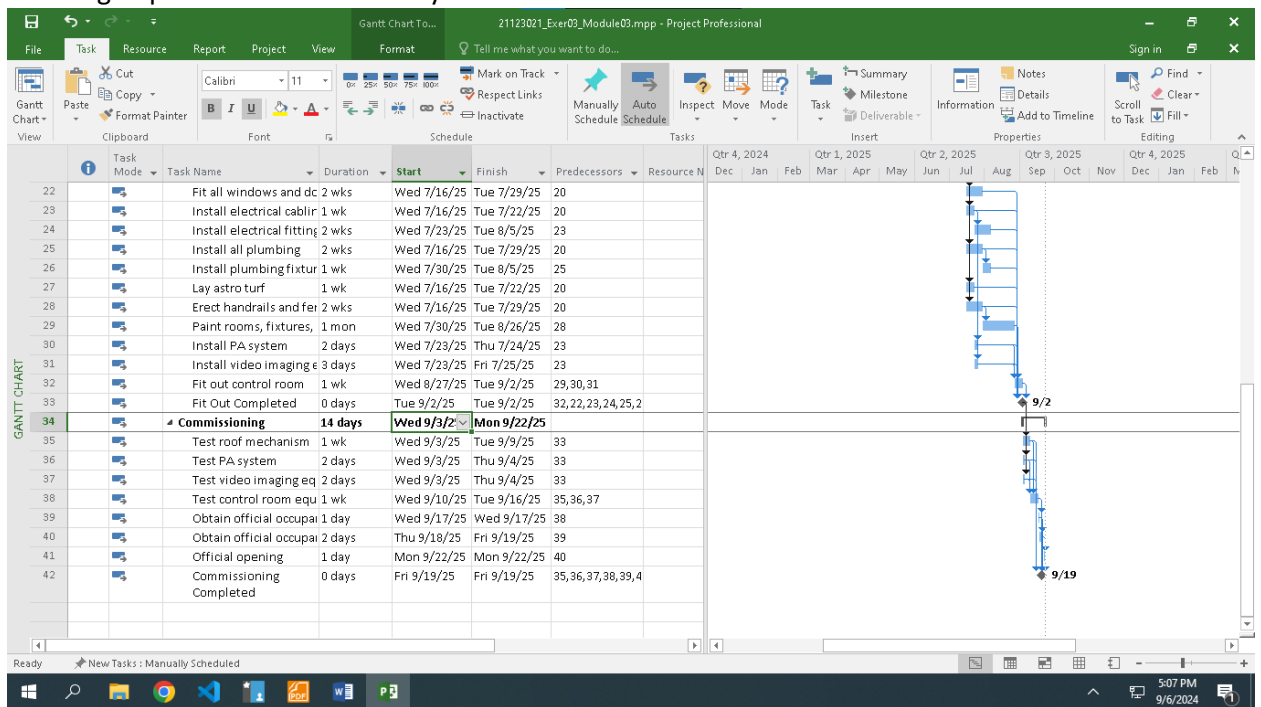 Gantt Chart To... 21123021_Exer03_Module03.mpp - Project Professional
File Task Resource Report Project View Format Tell me what you want to do... Sign in
Cut
Copy
Format Painter
Paste
Gantt Chart
Calibri 11
B I U A
0× 25× 50× 75× 100×
Mark on Track
Respect Links
Inactivate
Manually Schedule Auto Schedule
Inspect Move Mode
Task
Summary
Milestone
Deliverable
Information
Notes
Details
Add to Timeline
Scroll to Task
Find
Clear
Fill
View Clipboard Font Schedule Tasks Insert Properties Editing
Task Mode Task Name Duration Start Finish Predecessors Resource N
Qtr 4, 2024 Qtr 1, 2025 Qtr 2, 2025 Qtr 3, 2025 Qtr 4, 2025
Dec Jan Feb Mar Apr May Jun Jul Aug Sep Oct Nov Dec Jan Feb
22 Fit all windows and dc 2 wks Wed 7/16/25 Tue 7/29/25 20
23 Install electrical cablir 1 wk Wed 7/16/25 Tue 7/22/25 20
24 Install electrical fitting 2 wks Wed 7/23/25 Tue 8/5/25 23
25 Install all plumbing 2 wks Wed 7/16/25 Tue 7/29/25 20
26 Install plumbing fixtur 1 wk Wed 7/30/25 Tue 8/5/25 25
27 Lay astro turf 1 wk Wed 7/16/25 Tue 7/22/25 20
28 Erect handrails and fer 2 wks Wed 7/16/25 Tue 7/29/25 20
29 Paint rooms, fixtures, 1 mon Wed 7/30/25 Tue 8/26/25 28
30 Install PA system 2 days Wed 7/23/25 Thu 7/24/25 23
31 Install video imaging e 3 days Wed 7/23/25 Fri 7/25/25 23
32 Fit out control room 1 wk Wed 8/27/25 Tue 9/2/25 29,30,31
33 Fit Out Completed 0 days Tue 9/2/25 Tue 9/2/25 32,22,23,24,25,2 9/2
34 Commissioning 14 days Wed 9/3/2 Mon 9/22/25
35 Test roof mechanism 1 wk Wed 9/3/25 Tue 9/9/25 33
36 Test PA system 2 days Wed 9/3/25 Thu 9/4/25 33
37 Test video imaging eq 2 days Wed 9/3/25 Thu 9/4/25 33
38 Test control room equ 1 wk Wed 9/10/25 Tue 9/16/25 35,36,37
39 Obtain official occupar 1 day Wed 9/17/25 Wed 9/17/25 38
40 Obtain official occupar 2 days Thu 9/18/25 Fri 9/19/25 39
41 Official opening 1 day Mon 9/22/25 Mon 9/22/25 40
42 Commissioning Completed 0 days Fri 9/19/25 Fri 9/19/25 35,36,37,38,39,4 9/19
GANTT CHART
Ready New Tasks : Manually Scheduled
5:07 PM
9/6/2024